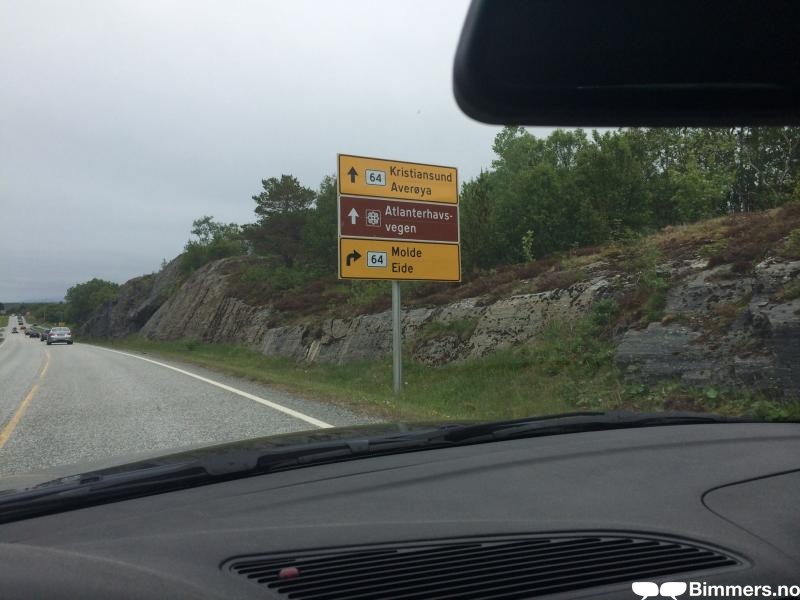 64 Kristiansund
Averøya
Atlanterhavs-
vegen
64 Molde
Eide
Bimmers.no